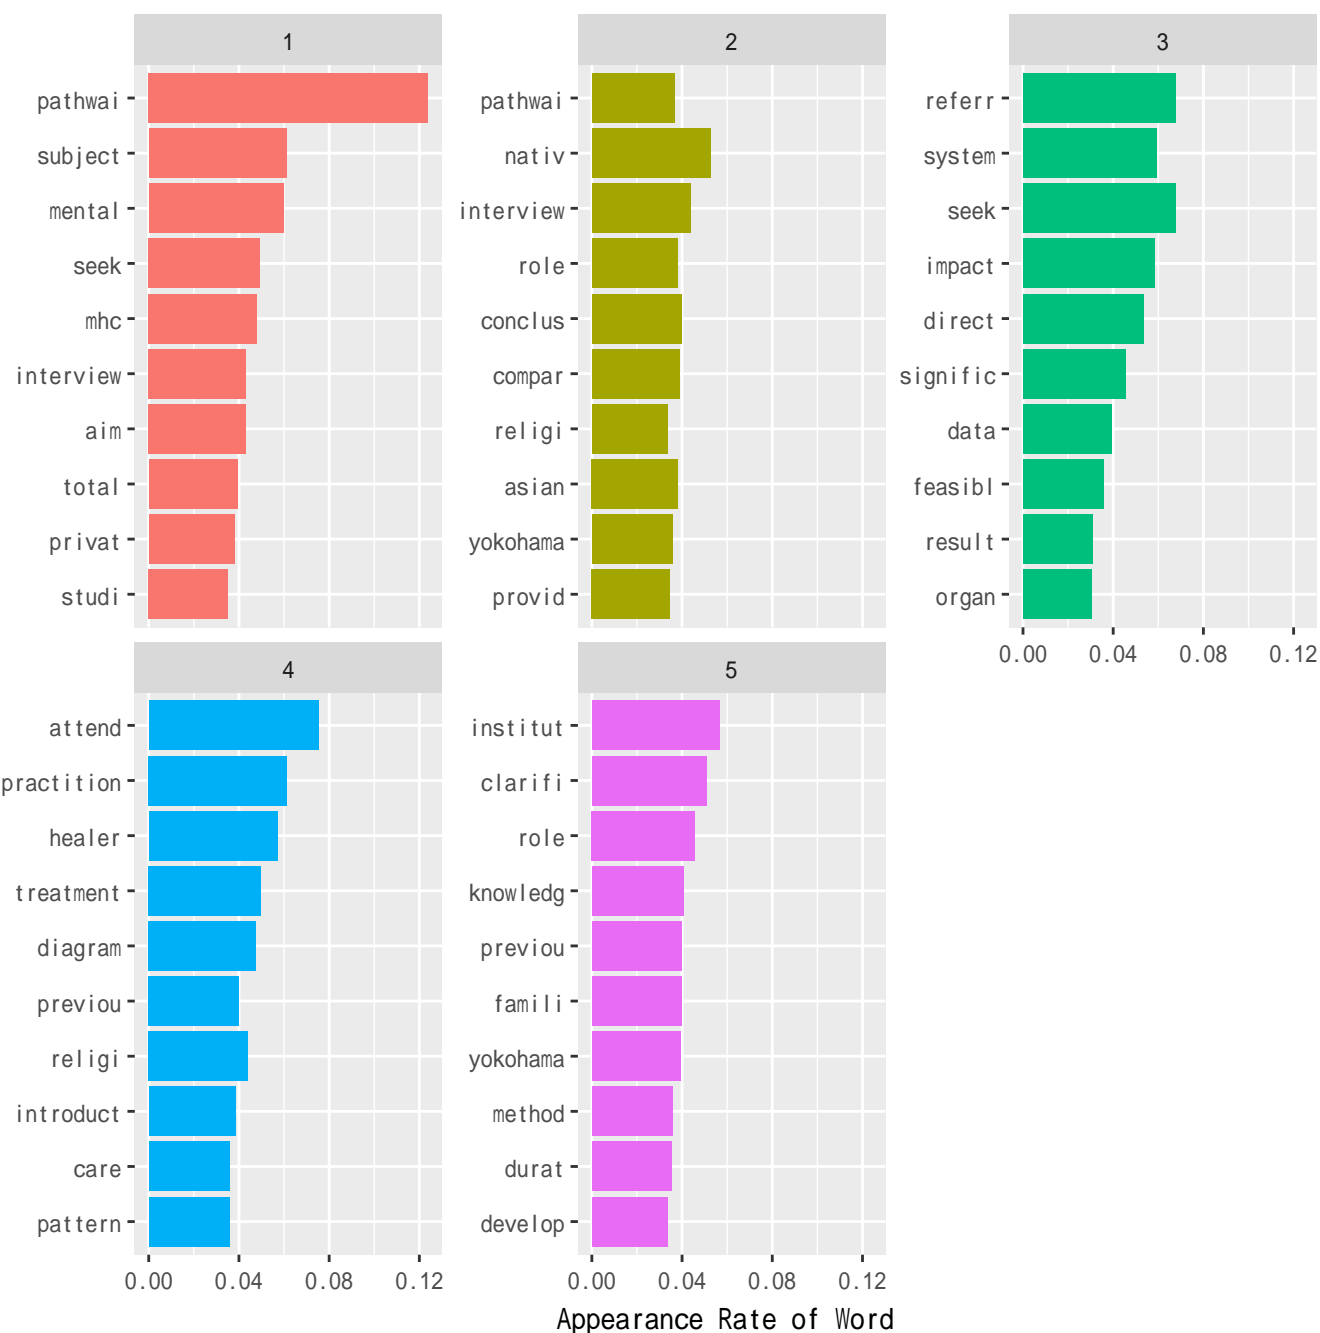 1
pathwai
subject
mental
seek
mhc
interview
aim
total
privat
studi
2
pathwai
nativ
interview
role
conclus
compar
religi
asian
yokohama
provid
3
referr
system
seek
impact
direct
signific
data
feasibl
result
organ
0.00 0.04 0.08 0.12
4
attend
practition
healer
treatment
diagram
previou
religi
introduct
care
pattern
0.00 0.04 0.08 0.12
5
institut
clarifi
role
knowledg
previou
famili
yokohama
method
durat
develop
0.00 0.04 0.08 0.12
Appearance Rate of Word